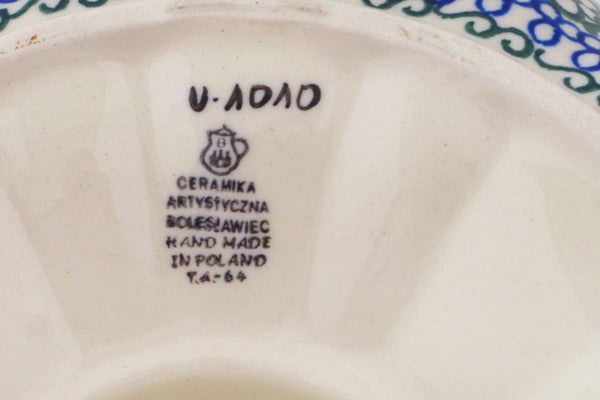 U-1010
CERAMIKA
ARTYSTYCZNA
BOLESŁAWIEC
HAND MADE
IN POLAND
T.A.-64